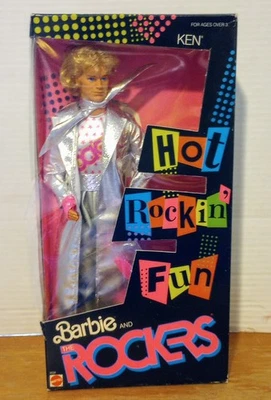 FOR AGES OVER 3
KEN
Hot
Rockin'
Fun
Barbie AND
THE ROCKERS
MATTEL